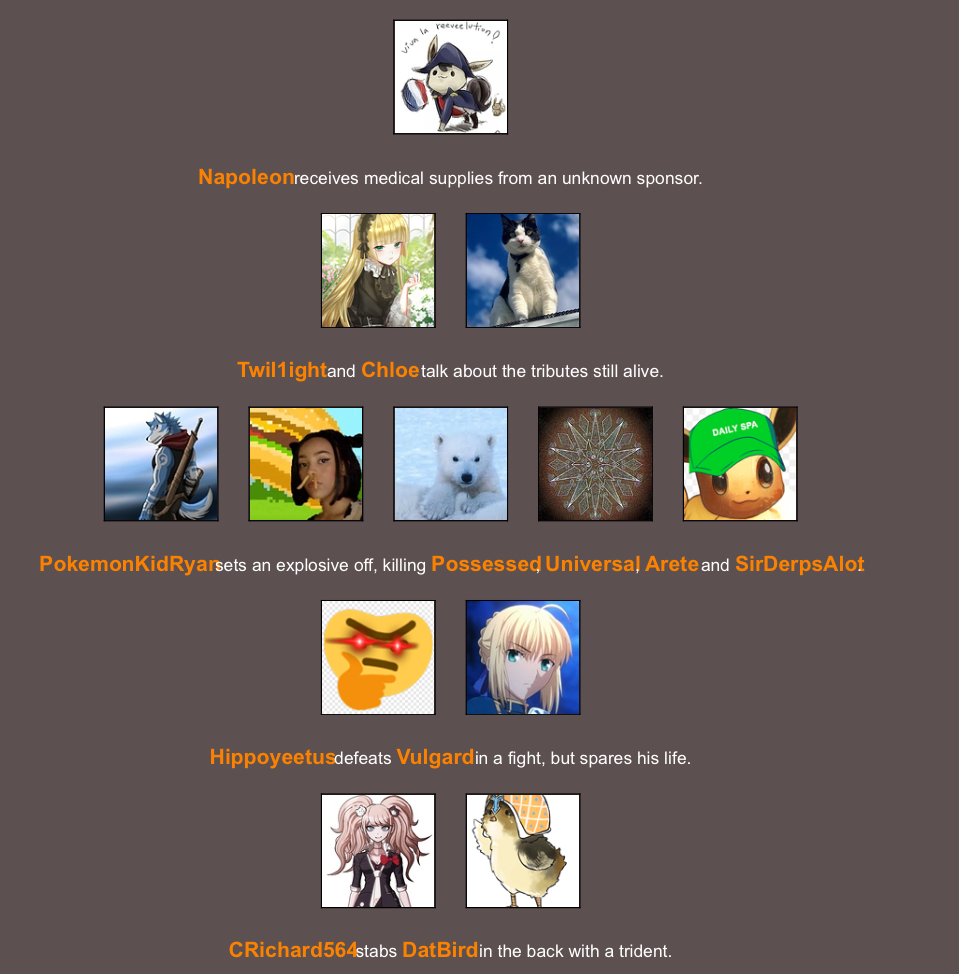 Viva la reeveelution!
Napoleon receives medical supplies from an unknown sponsor.
Twil1ight and Chloe talk about the tributes still alive.
DAILY SPA
PokemonKidRyan sets an explosive off, killing Possessed, Universal, Arete and SirDerpsAlot.
Hippoyeetus defeats Vulgard in a fight, but spares his life.
CRichard564 stabs DatBird in the back with a trident.